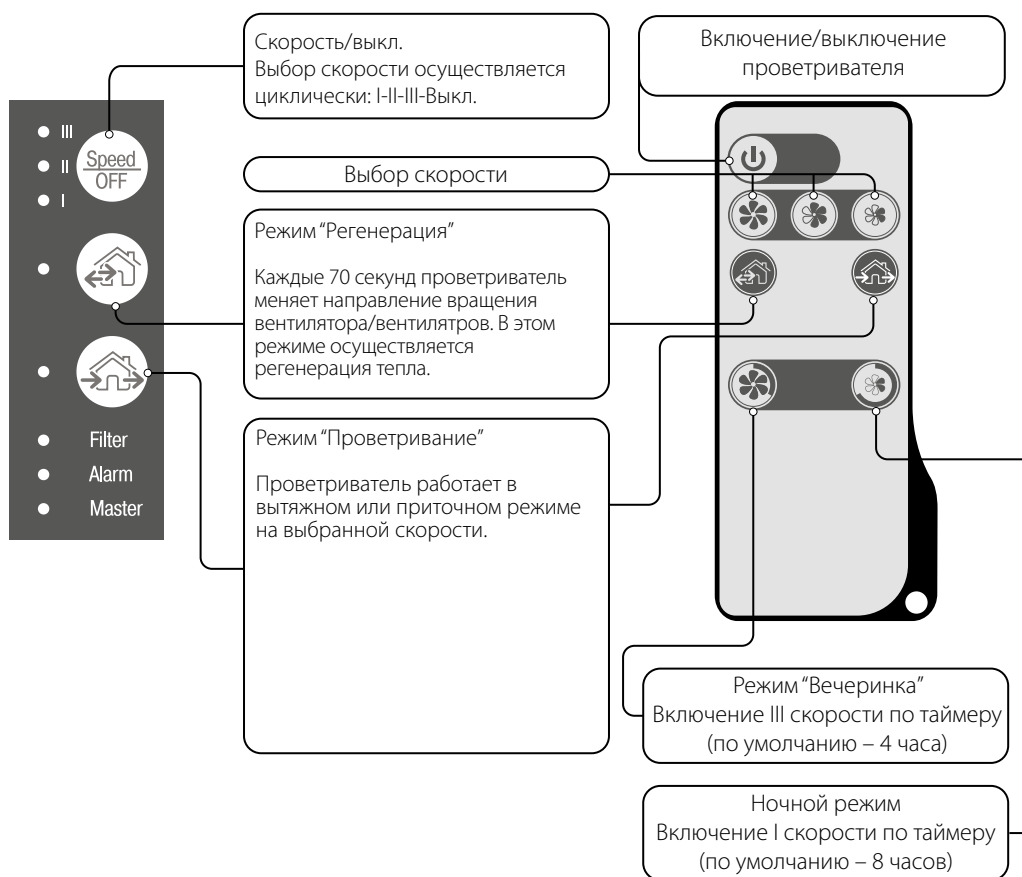 Скорость/выкл.
Выбор скорости осуществляется
циклически: I-II-III-Выкл.
Включение/выключение
проветривателя
III
II
I
Speed
OFF
Выбор скорости
Режим “Регенерация”
Каждые 70 секунд проветриватель
меняет направление вращения
вентилятора/вентилятров. В этом
режиме осуществляется
регенерация тепла.
Режим “Проветривание”
Проветриватель работает в
вытяжном или приточном режиме
на выбранной скорости.
Filter
Alarm
Master
Режим “Вечеринка”
Включение III скорости по таймеру
(по умолчанию – 4 часа)
Ночной режим
Включение I скорости по таймеру
(по умолчанию – 8 часов)